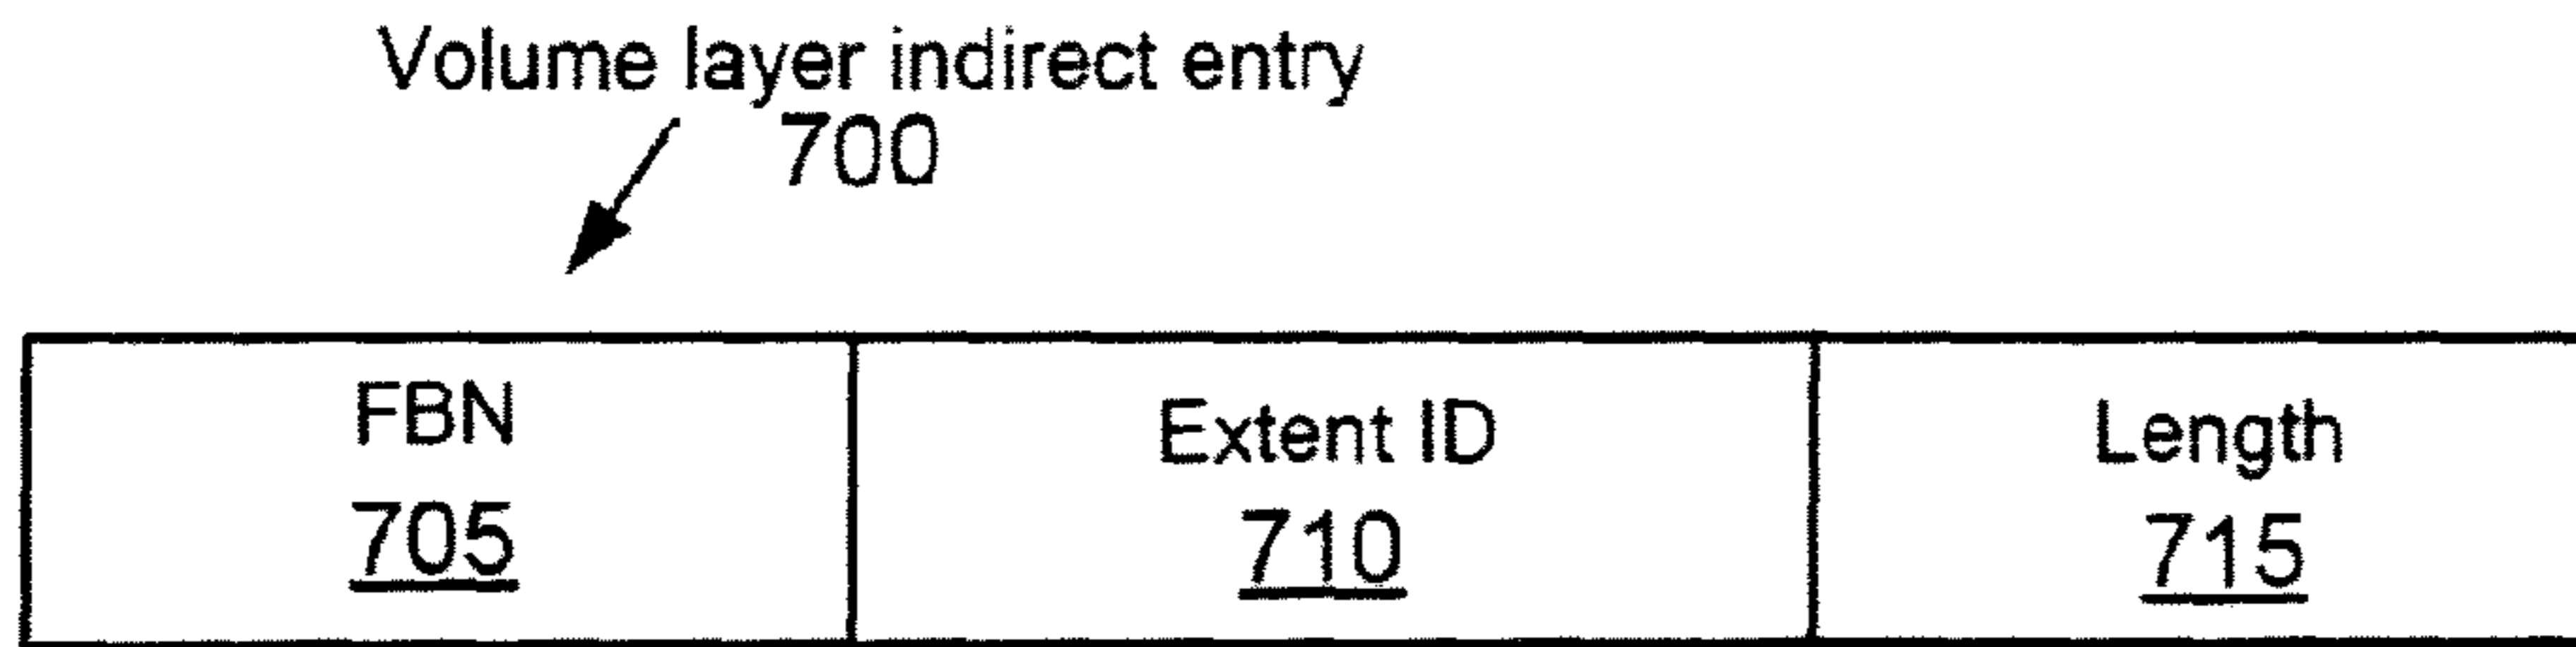 Volume layer indirect entry
700
FBN
705
Extent ID
710
Length
715